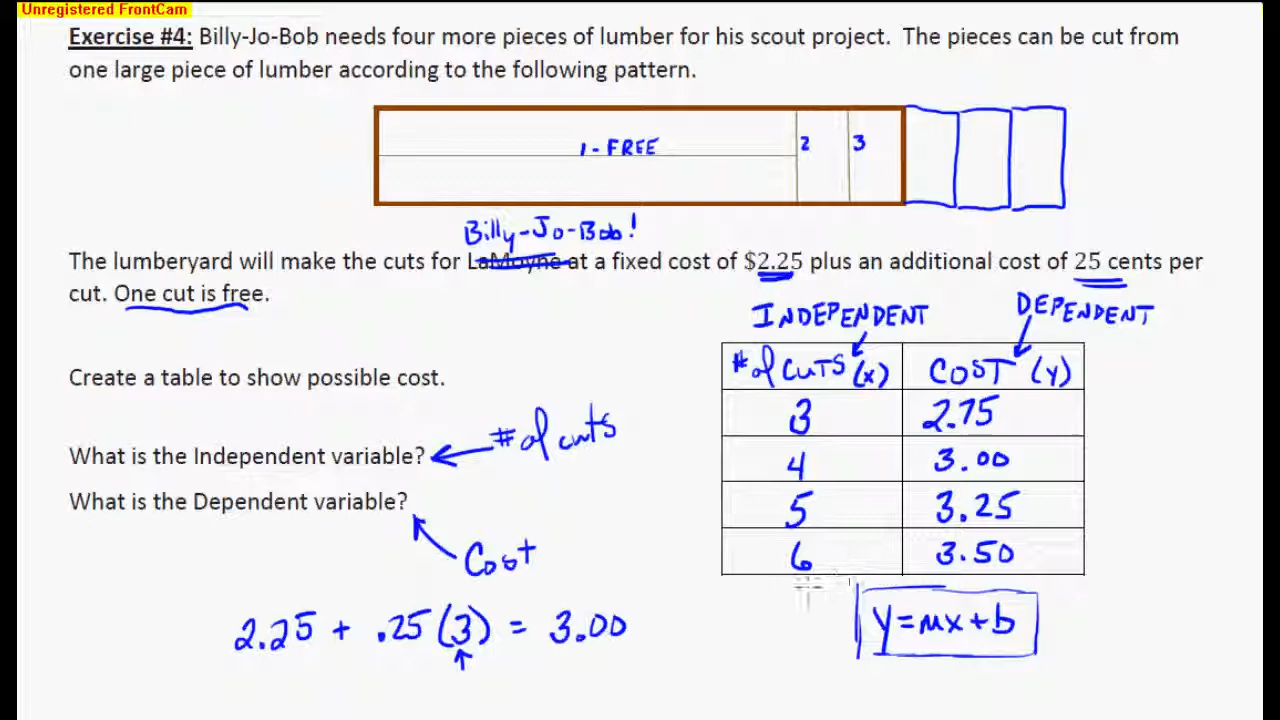 Unregistered FrontCam
Exercise #4: Billy-Jo-Bob needs four more pieces of lumber for his scout project. The pieces can be cut from
one large piece of lumber according to the following pattern.
1 - FREE 2 3
Billy-Jo-Bob!
The lumberyard will make the cuts for LaMoyne at a fixed cost of $2.25 plus an additional cost of 25 cents per
cut. One cut is free.
INDEPENDENT DEPENDENT
# of CUTS (x) COST (y)
Create a table to show possible cost.
3 2.75
# of cuts
What is the Independent variable?
4 3.00
What is the Dependent variable?
5 3.25
Cost
6 3.50
2.25 + .25 (3) = 3.00
y = mx + b